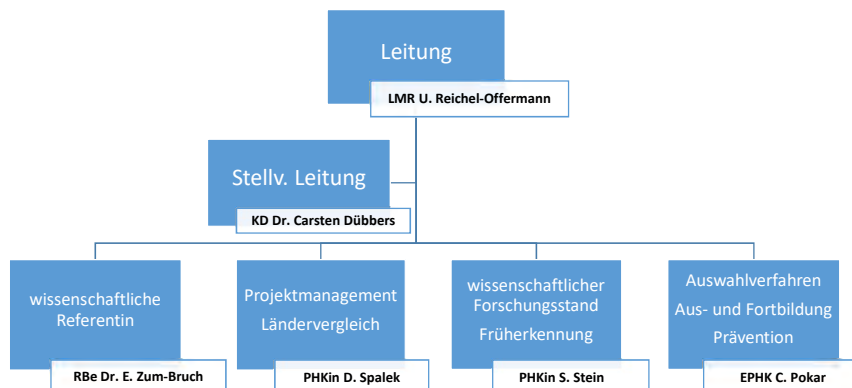 Leitung
LMR U. Reichel-Offermann
Stellv. Leitung
KD Dr. Carsten Dübbers
wissenschaftliche
Referentin
RBe Dr. E. Zum-Bruch
Projektmanagement
Ländervergleich
PHKin D. Spalek
wissenschaftlicher
Forschungsstand
Früherkennung
PHKin S. Stein
Auswahlverfahren
Aus- und Fortbildung
Prävention
EPHK C. Pokar